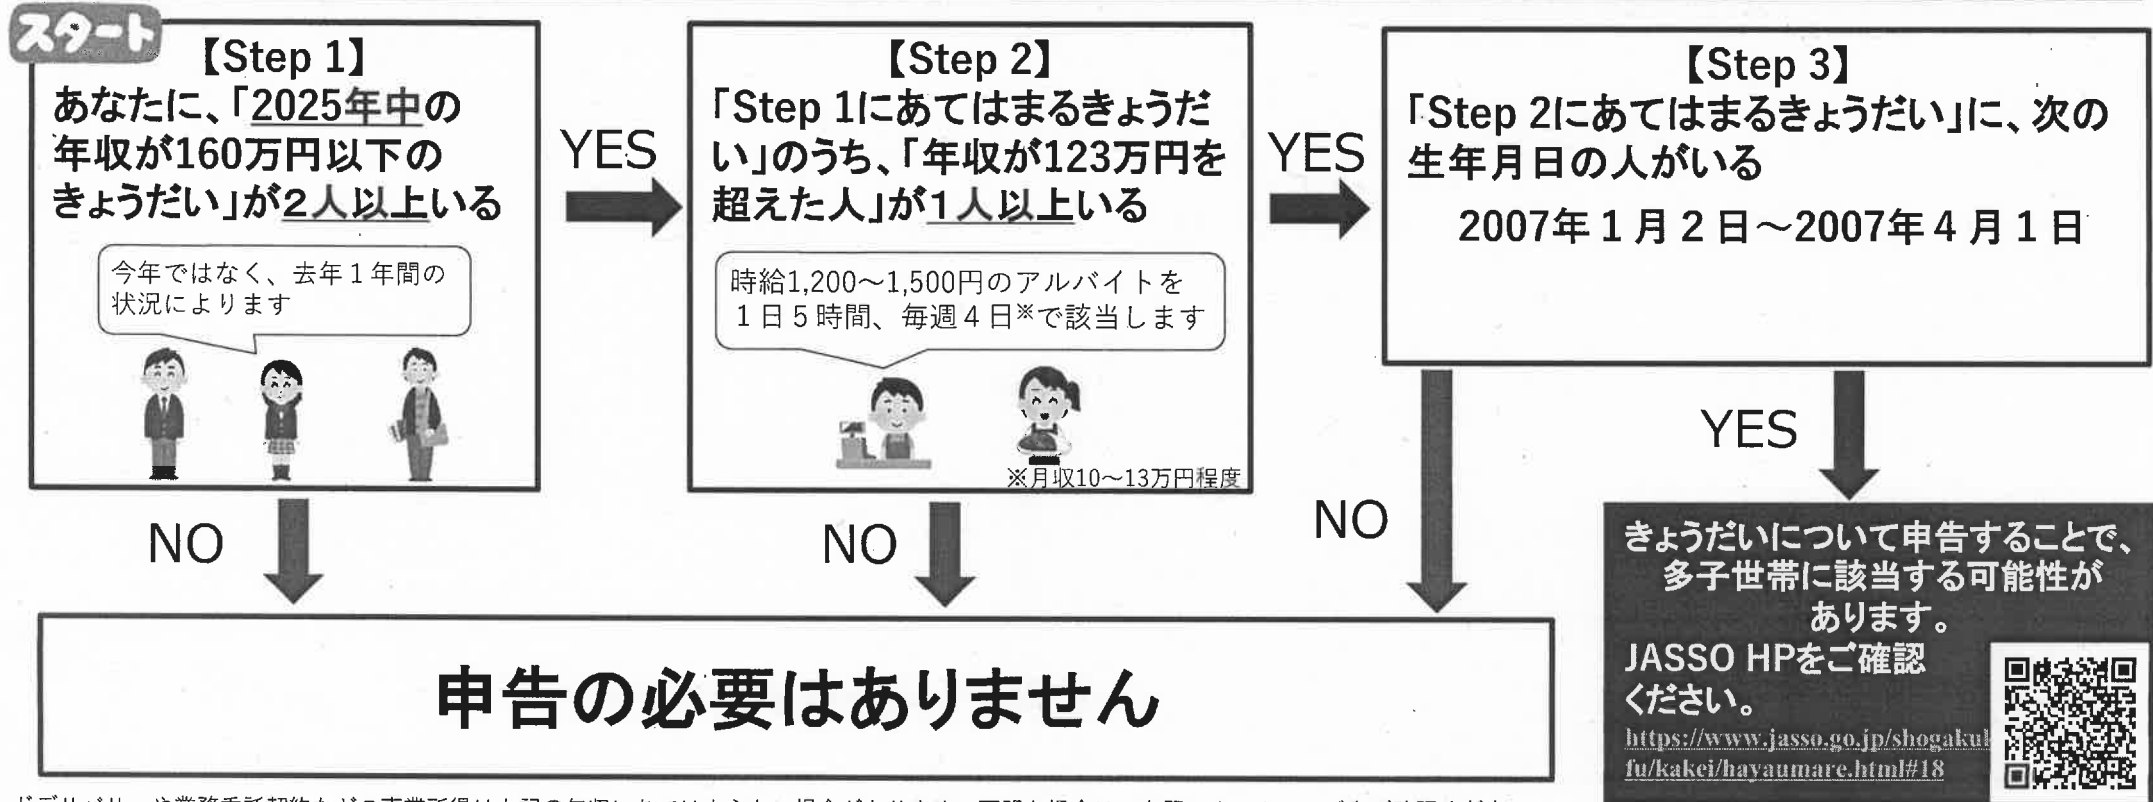 スタート
【Step 1】
あなたに、「2025年中の
年収が160万円以下の
きょうだい」が2人以上いる
今年ではなく、去年1年間の
状況によります
YES
NO
【Step 2】
「Step 1にあてはまるきょうだ
い」のうち、「年収が123万円を
超えた人」が1人以上いる
時給1,200～1,500円のアルバイトを
1日5時間、毎週4日※で該当します
※月収10～13万円程度
YES
NO
【Step 3】
「Step 2にあてはまるきょうだい」に、次の
生年月日の人がいる
2007年1月2日～2007年4月1日
NO
YES
申告の必要はありません
きょうだいについて申告することで、
多子世帯に該当する可能性が
あります。
JASSO HPをご確認
ください。
https://www.jasso.go.jp/shogakuk
fu/kakei/hayaumare.html#18